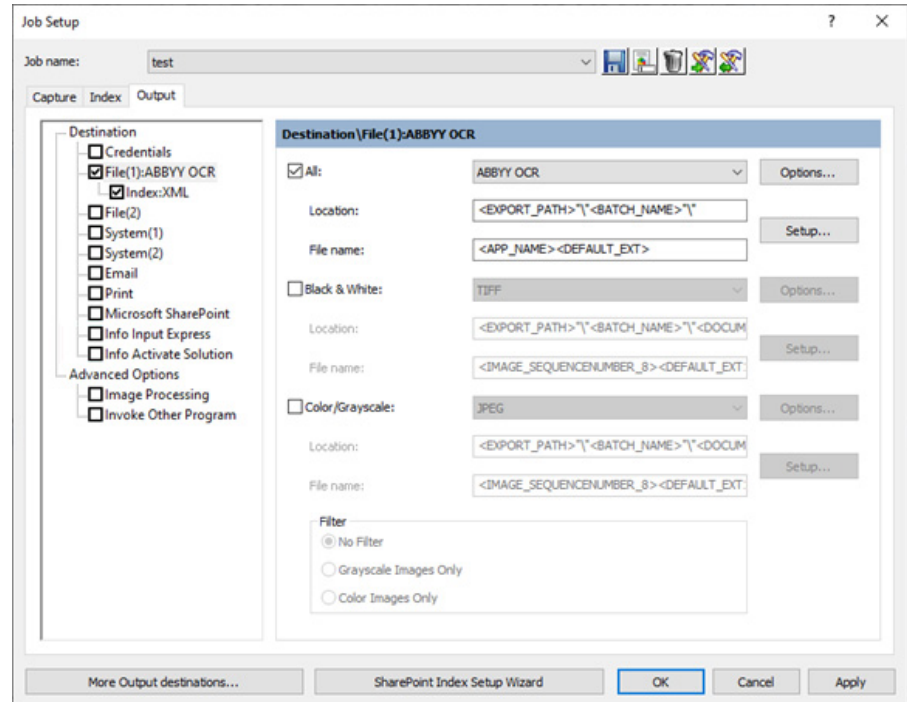 Job Setup
Job name:
test
Capture Index Output
Destination
Credentials
File(1):ABBYY OCR
Index:XML
File(2)
System(1)
System(2)
Email
Print
Microsoft SharePoint
Info Input Express
Info Activate Solution
Advanced Options
Image Processing
Invoke Other Program
Destination\File(1):ABBYY OCR
All: ABBYY OCR Options...
Location: <EXPORT_PATH>"\"<BATCH_NAME>"\"
Setup...
File name: <APP_NAME><DEFAULT_EXT>
Black & White: TIFF Options...
Location: <EXPORT_PATH>"\"<BATCH_NAME>"\"<DOCUM
Setup...
File name: <IMAGE_SEQUENCENUMBER_8><DEFAULT_EXT
Color/Grayscale: JPEG Options...
Location: <EXPORT_PATH>"\"<BATCH_NAME>"\"<DOCUM
Setup...
File name: <IMAGE_SEQUENCENUMBER_8><DEFAULT_EXT
Filter
No Filter
Grayscale Images Only
Color Images Only
More Output destinations... SharePoint Index Setup Wizard OK Cancel Apply